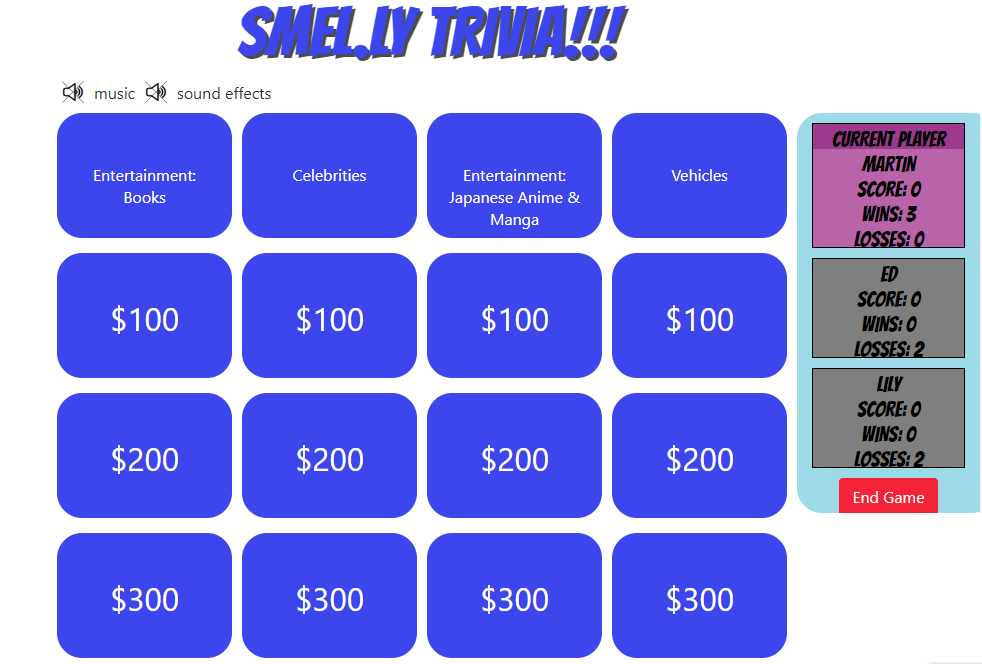 SMEL.LY TRIVIA!!!
music sound effects
Entertainment:
Books
Celebrities
Entertainment:
Japanese Anime &
Manga
Vehicles
$100 $100 $100 $100
$200 $200 $200 $200
$300 $300 $300 $300
CURRENT PLAYER
MARTIN
SCORE: 0
WINS: 3
LOSSES: 0
ED
SCORE: 0
WINS: 0
LOSSES: 2
LILY
SCORE: 0
WINS: 0
LOSSES: 2
End Game